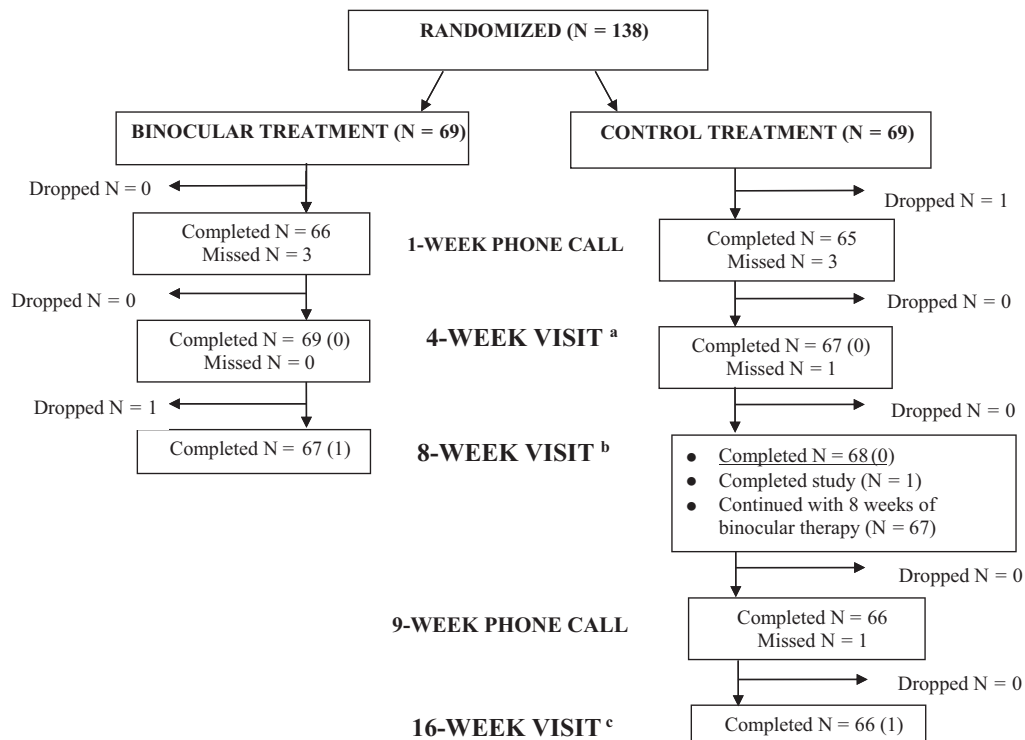 RANDOMIZED (N = 138)
BINOCULAR TREATMENT (N = 69)
CONTROL TREATMENT (N = 69)
Dropped N = 0
Dropped N = 1
Completed N = 66
Missed N = 3
1-WEEK PHONE CALL
Completed N = 65
Missed N = 3
Dropped N = 0
Dropped N = 0
Completed N = 69 (0)
Missed N = 0
4-WEEK VISIT a
Completed N = 67 (0)
Missed N = 1
Dropped N = 1
Dropped N = 0
Completed N = 67 (1)
8-WEEK VISIT b
● Completed N = 68 (0)
● Completed study (N = 1)
● Continued with 8 weeks of
binocular therapy (N = 67)
Dropped N = 0
9-WEEK PHONE CALL
Completed N = 66
Missed N = 1
Dropped N = 0
16-WEEK VISIT c
Completed N = 66 (1)